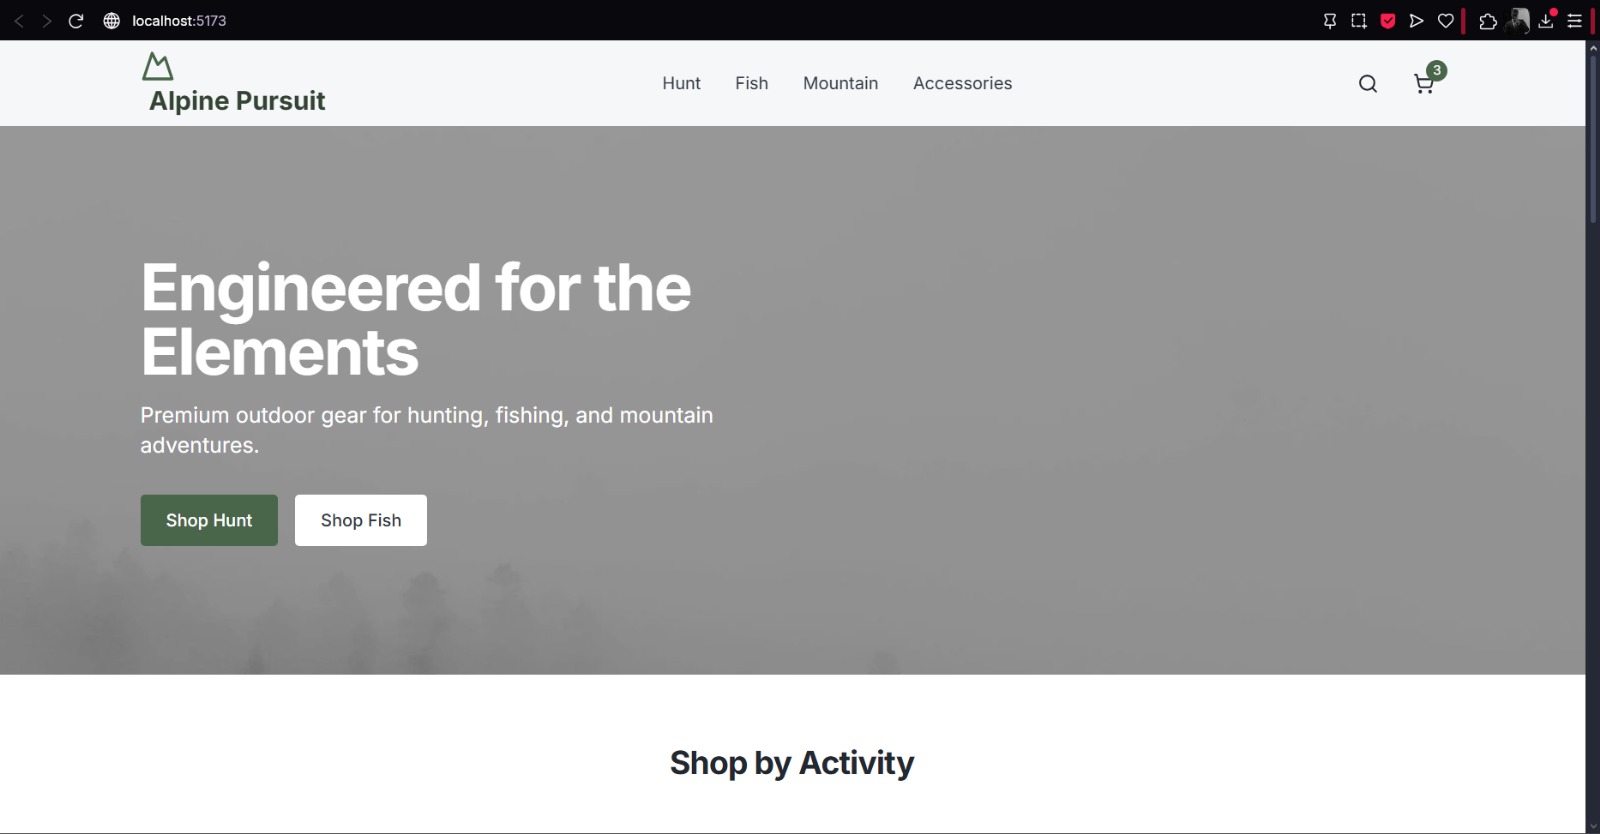 localhost:5173
Alpine Pursuit
Hunt Fish Mountain Accessories
3
Engineered for the
Elements
Premium outdoor gear for hunting, fishing, and mountain
adventures.
Shop Hunt Shop Fish
Shop by Activity